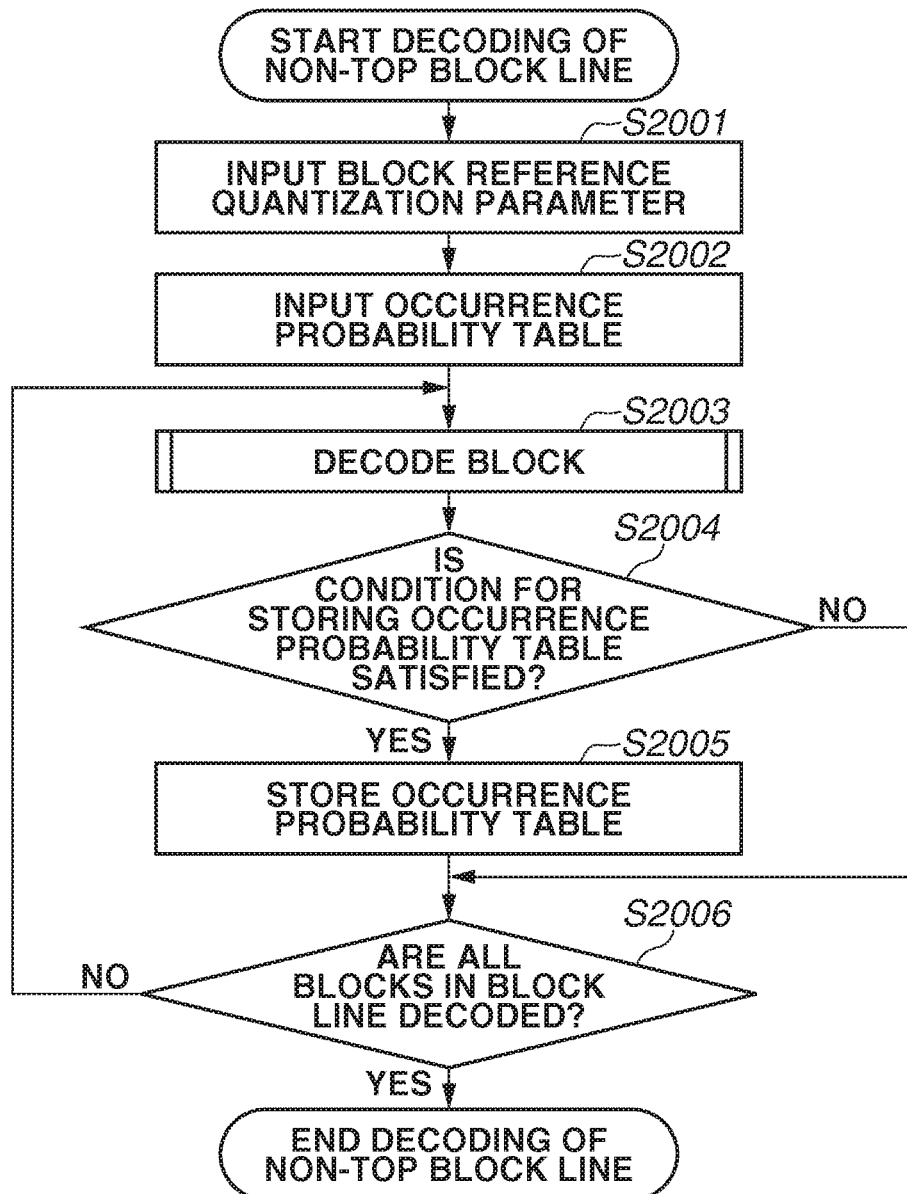 START DECODING OF
NON-TOP BLOCK LINE
S2001
INPUT BLOCK REFERENCE
QUANTIZATION PARAMETER
S2002
INPUT OCCURRENCE
PROBABILITY TABLE
S2003
DECODE BLOCK
S2004
IS
CONDITION FOR
STORING OCCURRENCE
PROBABILITY TABLE
SATISFIED?
NO
YES
S2005
STORE OCCURRENCE
PROBABILITY TABLE
S2006
ARE ALL
BLOCKS IN BLOCK
LINE DECODED?
NO
YES
END DECODING OF
NON-TOP BLOCK LINE